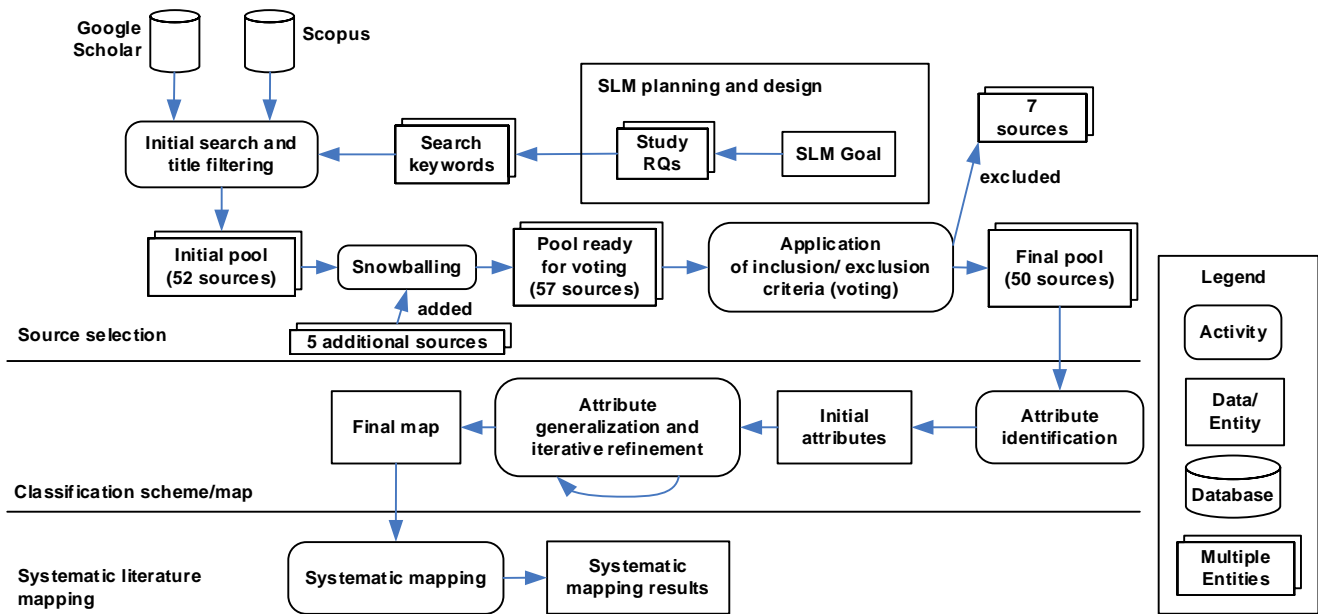 Google
Scholar
Scopus
SLM planning and design
7
sources
Initial search and
title filtering
Search
keywords
Study
RQs
SLM Goal
excluded
Initial pool
(52 sources)
Snowballing
Pool ready
for voting
(57 sources)
Application
of inclusion/ exclusion
criteria (voting)
Final pool
(50 sources)
added
5 additional sources
Source selection
Final map
Attribute
generalization and
iterative refinement
Initial
attributes
Attribute
identification
Classification scheme/map
Systematic literature
mapping
Systematic mapping
Systematic
mapping results
Legend
Activity
Data/
Entity
Database
Multiple
Entities